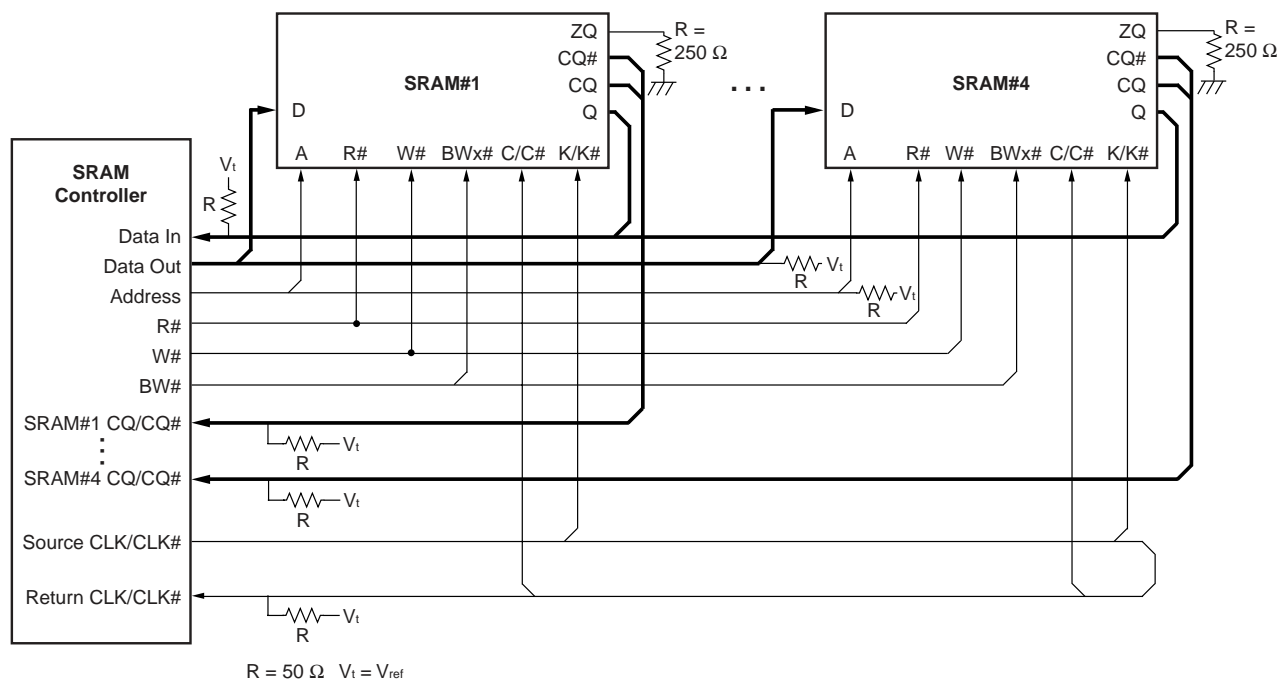 ZQ
CQ#
CQ
Q
SRAM#1
D
A R# W# BWx# C/C# K/K#
R =
250 Ω
. . .
ZQ
CQ#
CQ
Q
SRAM#4
D
A R# W# BWx# C/C# K/K#
R =
250 Ω
SRAM
Controller
Vt
R
Data In
Data Out
R Vt
Address
R Vt
R#
W#
BW#
SRAM#1 CQ/CQ#
R Vt
SRAM#4 CQ/CQ#
R Vt
Source CLK/CLK#
Return CLK/CLK#
R Vt
R = 50 Ω Vt = Vref